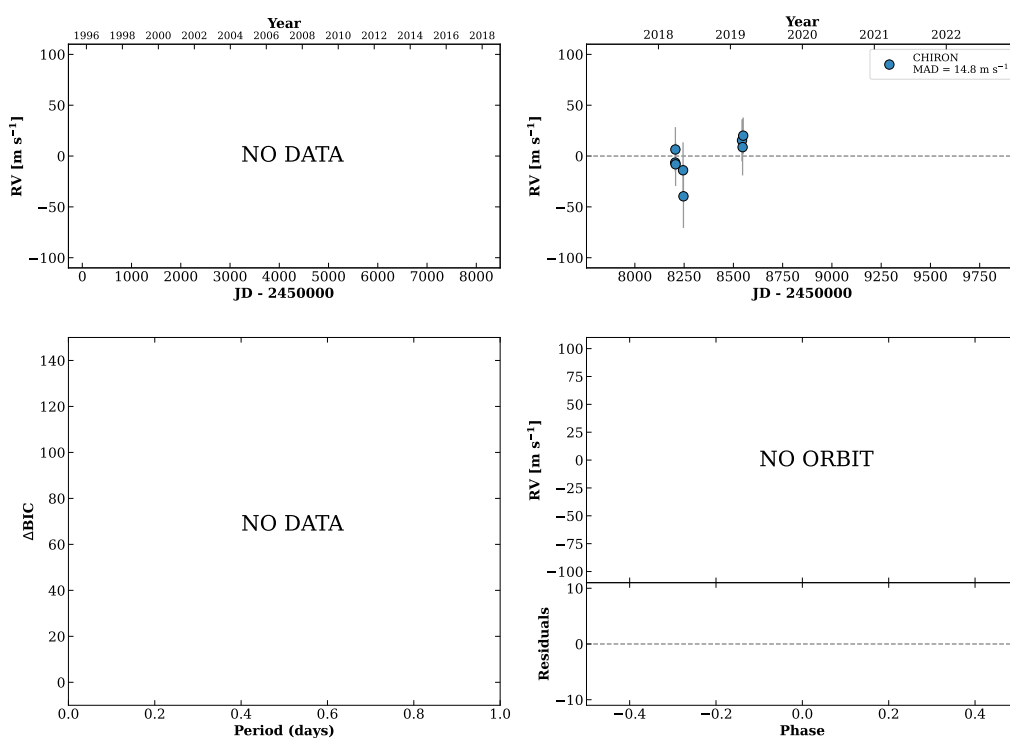 Year
1996 1998 2000 2002 2004 2006 2008 2010 2012 2014 2016 2018
100
50
0
−50
−100
RV [m s⁻¹]
NO DATA
0 1000 2000 3000 4000 5000 6000 7000 8000
JD - 2450000
Year
2018 2019 2020 2021 2022
CHIRON
MAD = 14.8 m s⁻¹
100
50
0
−50
−100
RV [m s⁻¹]
8000 8250 8500 8750 9000 9250 9500 9750
JD - 2450000
140
120
100
80
60
40
20
0
ΔBIC
NO DATA
0.0 0.2 0.4 0.6 0.8 1.0
Period (days)
100
75
50
25
0
−25
−50
−75
−100
RV [m s⁻¹]
NO ORBIT
10
0
−10
Residuals
−0.4 −0.2 0.0 0.2 0.4
Phase